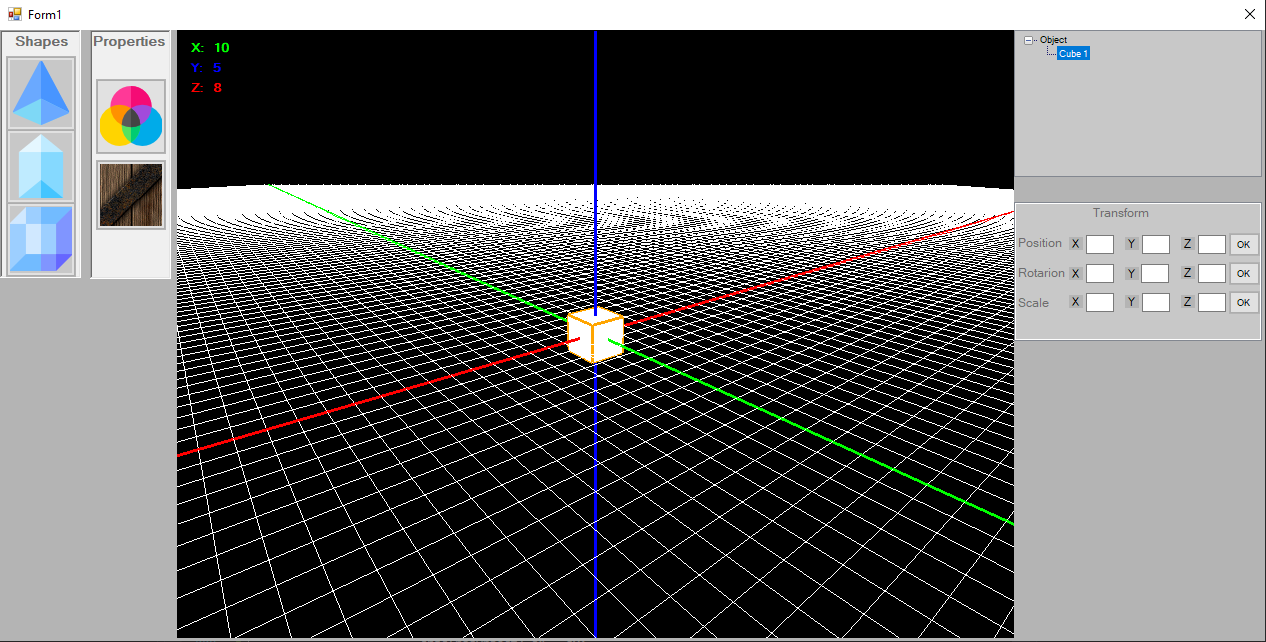 Form1
Shapes
Properties
X: 10
Y: 5
Z: 8
Object
Cube 1
Transform
Position X Y Z OK
Rotarion X Y Z OK
Scale X Y Z OK